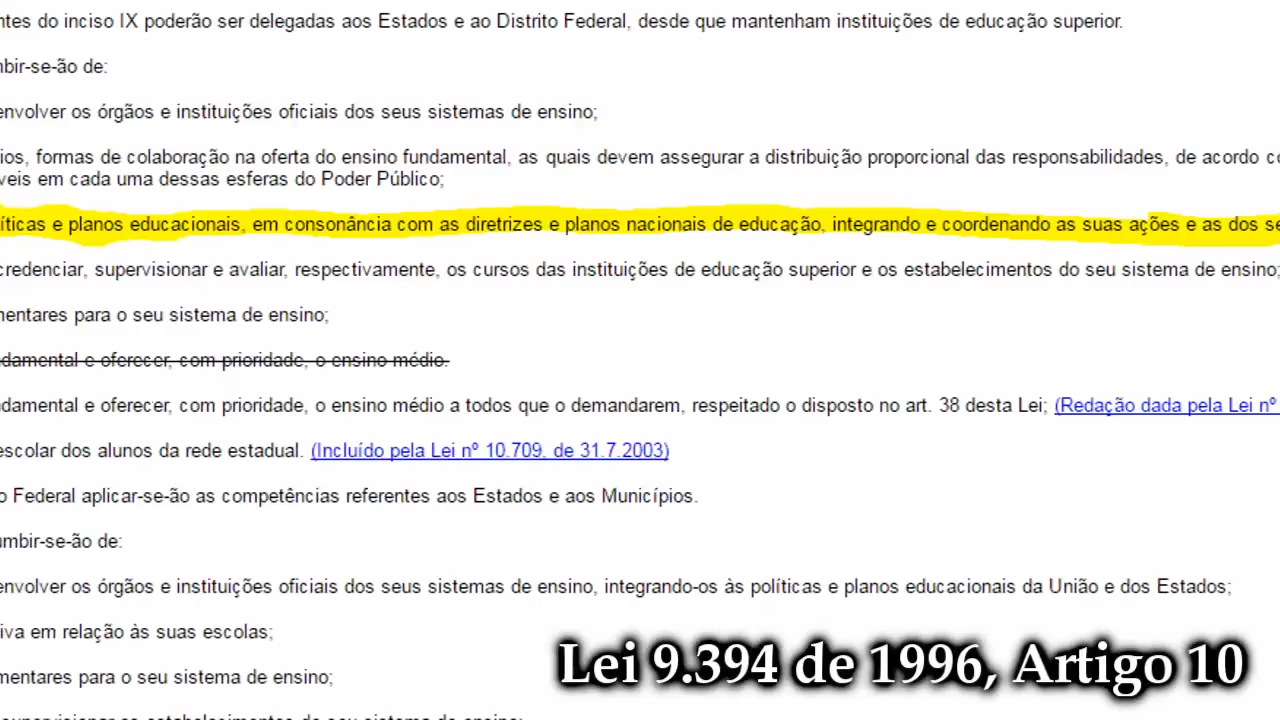 ntes do inciso IX poderão ser delegadas aos Estados e ao Distrito Federal, desde que mantenham instituições de educação superior.
mbir-se-ão de:
envolver os órgãos e instituições oficiais dos seus sistemas de ensino;
ios, formas de colaboração na oferta do ensino fundamental, as quais devem assegurar a distribuição proporcional das responsabilidades, de acordo co
veis em cada uma dessas esferas do Poder Público;
íticas e planos educacionais, em consonância com as diretrizes e planos nacionais de educação, integrando e coordenando as suas ações e as dos se
credenciar, supervisionar e avaliar, respectivamente, os cursos das instituições de educação superior e os estabelecimentos do seu sistema de ensino;
mentares para o seu sistema de ensino;
damental e oferecer, com prioridade, o ensino médio.
ndamental e oferecer, com prioridade, o ensino médio a todos que o demandarem, respeitado o disposto no art. 38 desta Lei; (Redação dada pela Lei nº
escolar dos alunos da rede estadual. (Incluído pela Lei nº 10.709, de 31.7.2003)
o Federal aplicar-se-ão as competências referentes aos Estados e aos Municípios.
umbir-se-ão de:
envolver os órgãos e instituições oficiais dos seus sistemas de ensino, integrando-os às políticas e planos educacionais da União e dos Estados;
iva em relação às suas escolas;
mentares para o seu sistema de ensino;
supervisionar os estabelecimentos do seu sistema de ensino;
Lei 9.394 de 1996, Artigo 10